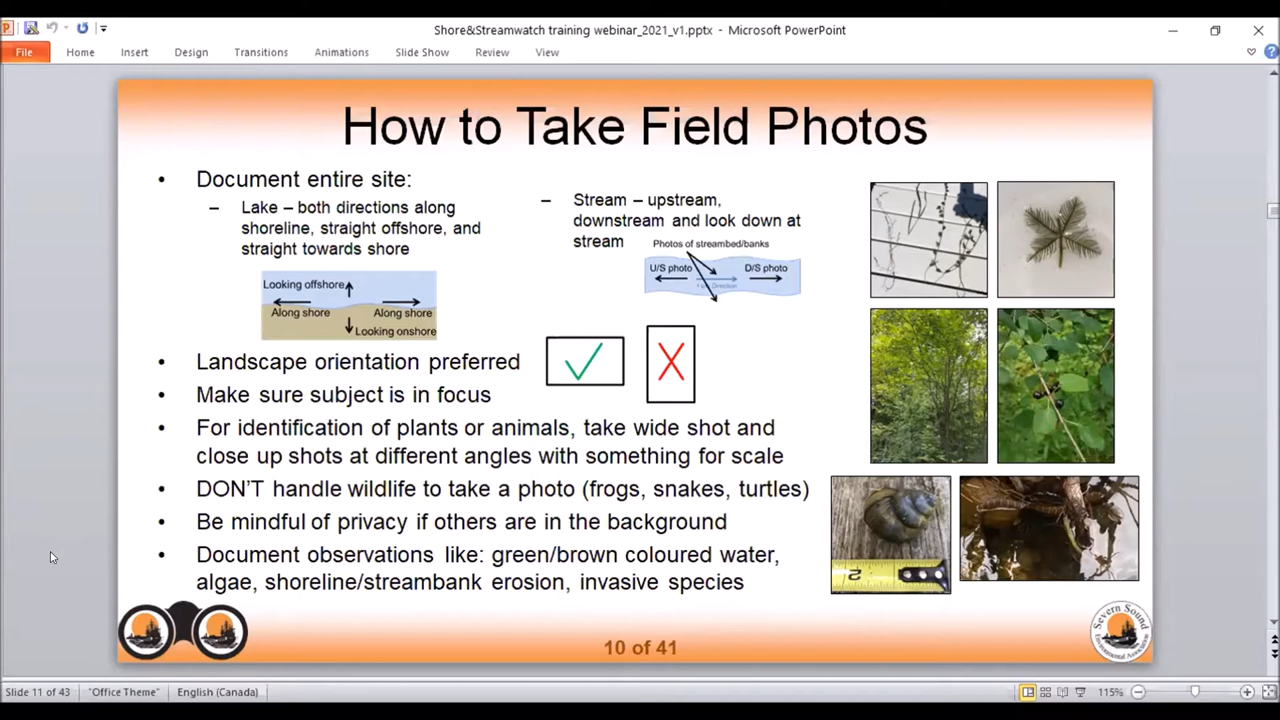 Shore&Streamwatch training webinar_2021_v1.pptx - Microsoft PowerPoint
File Home Insert Design Transitions Animations Slide Show Review View
How to Take Field Photos
• Document entire site:
– Lake – both directions along
shoreline, straight offshore, and
straight towards shore
– Stream – upstream,
downstream and look down at
stream
Photos of streambed/banks
U/S photo
D/S photo
Direction
Looking offshore
Along shore
Along shore
Looking onshore
• Landscape orientation preferred
• Make sure subject is in focus
• For identification of plants or animals, take wide shot and
close up shots at different angles with something for scale
• DON'T handle wildlife to take a photo (frogs, snakes, turtles)
• Be mindful of privacy if others are in the background
• Document observations like: green/brown coloured water,
algae, shoreline/streambank erosion, invasive species
2
Severn Sound
Environmental Association
10 of 41
Slide 11 of 43
"Office Theme"
English (Canada)
115%